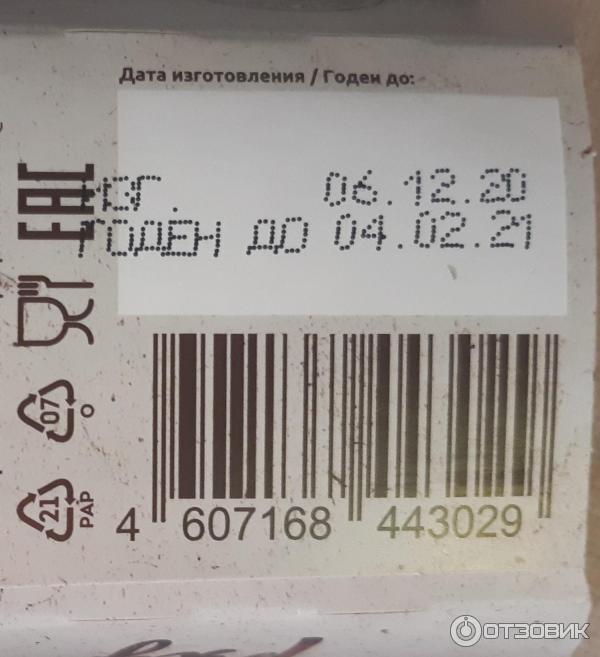 Дата изготовления / Годен до:
ИЗГ. 06.12.20
ГОДЕН ДО 04.02.21
EAC
07
O
21
PAP
4 607168 443029
ОТЗОВИК